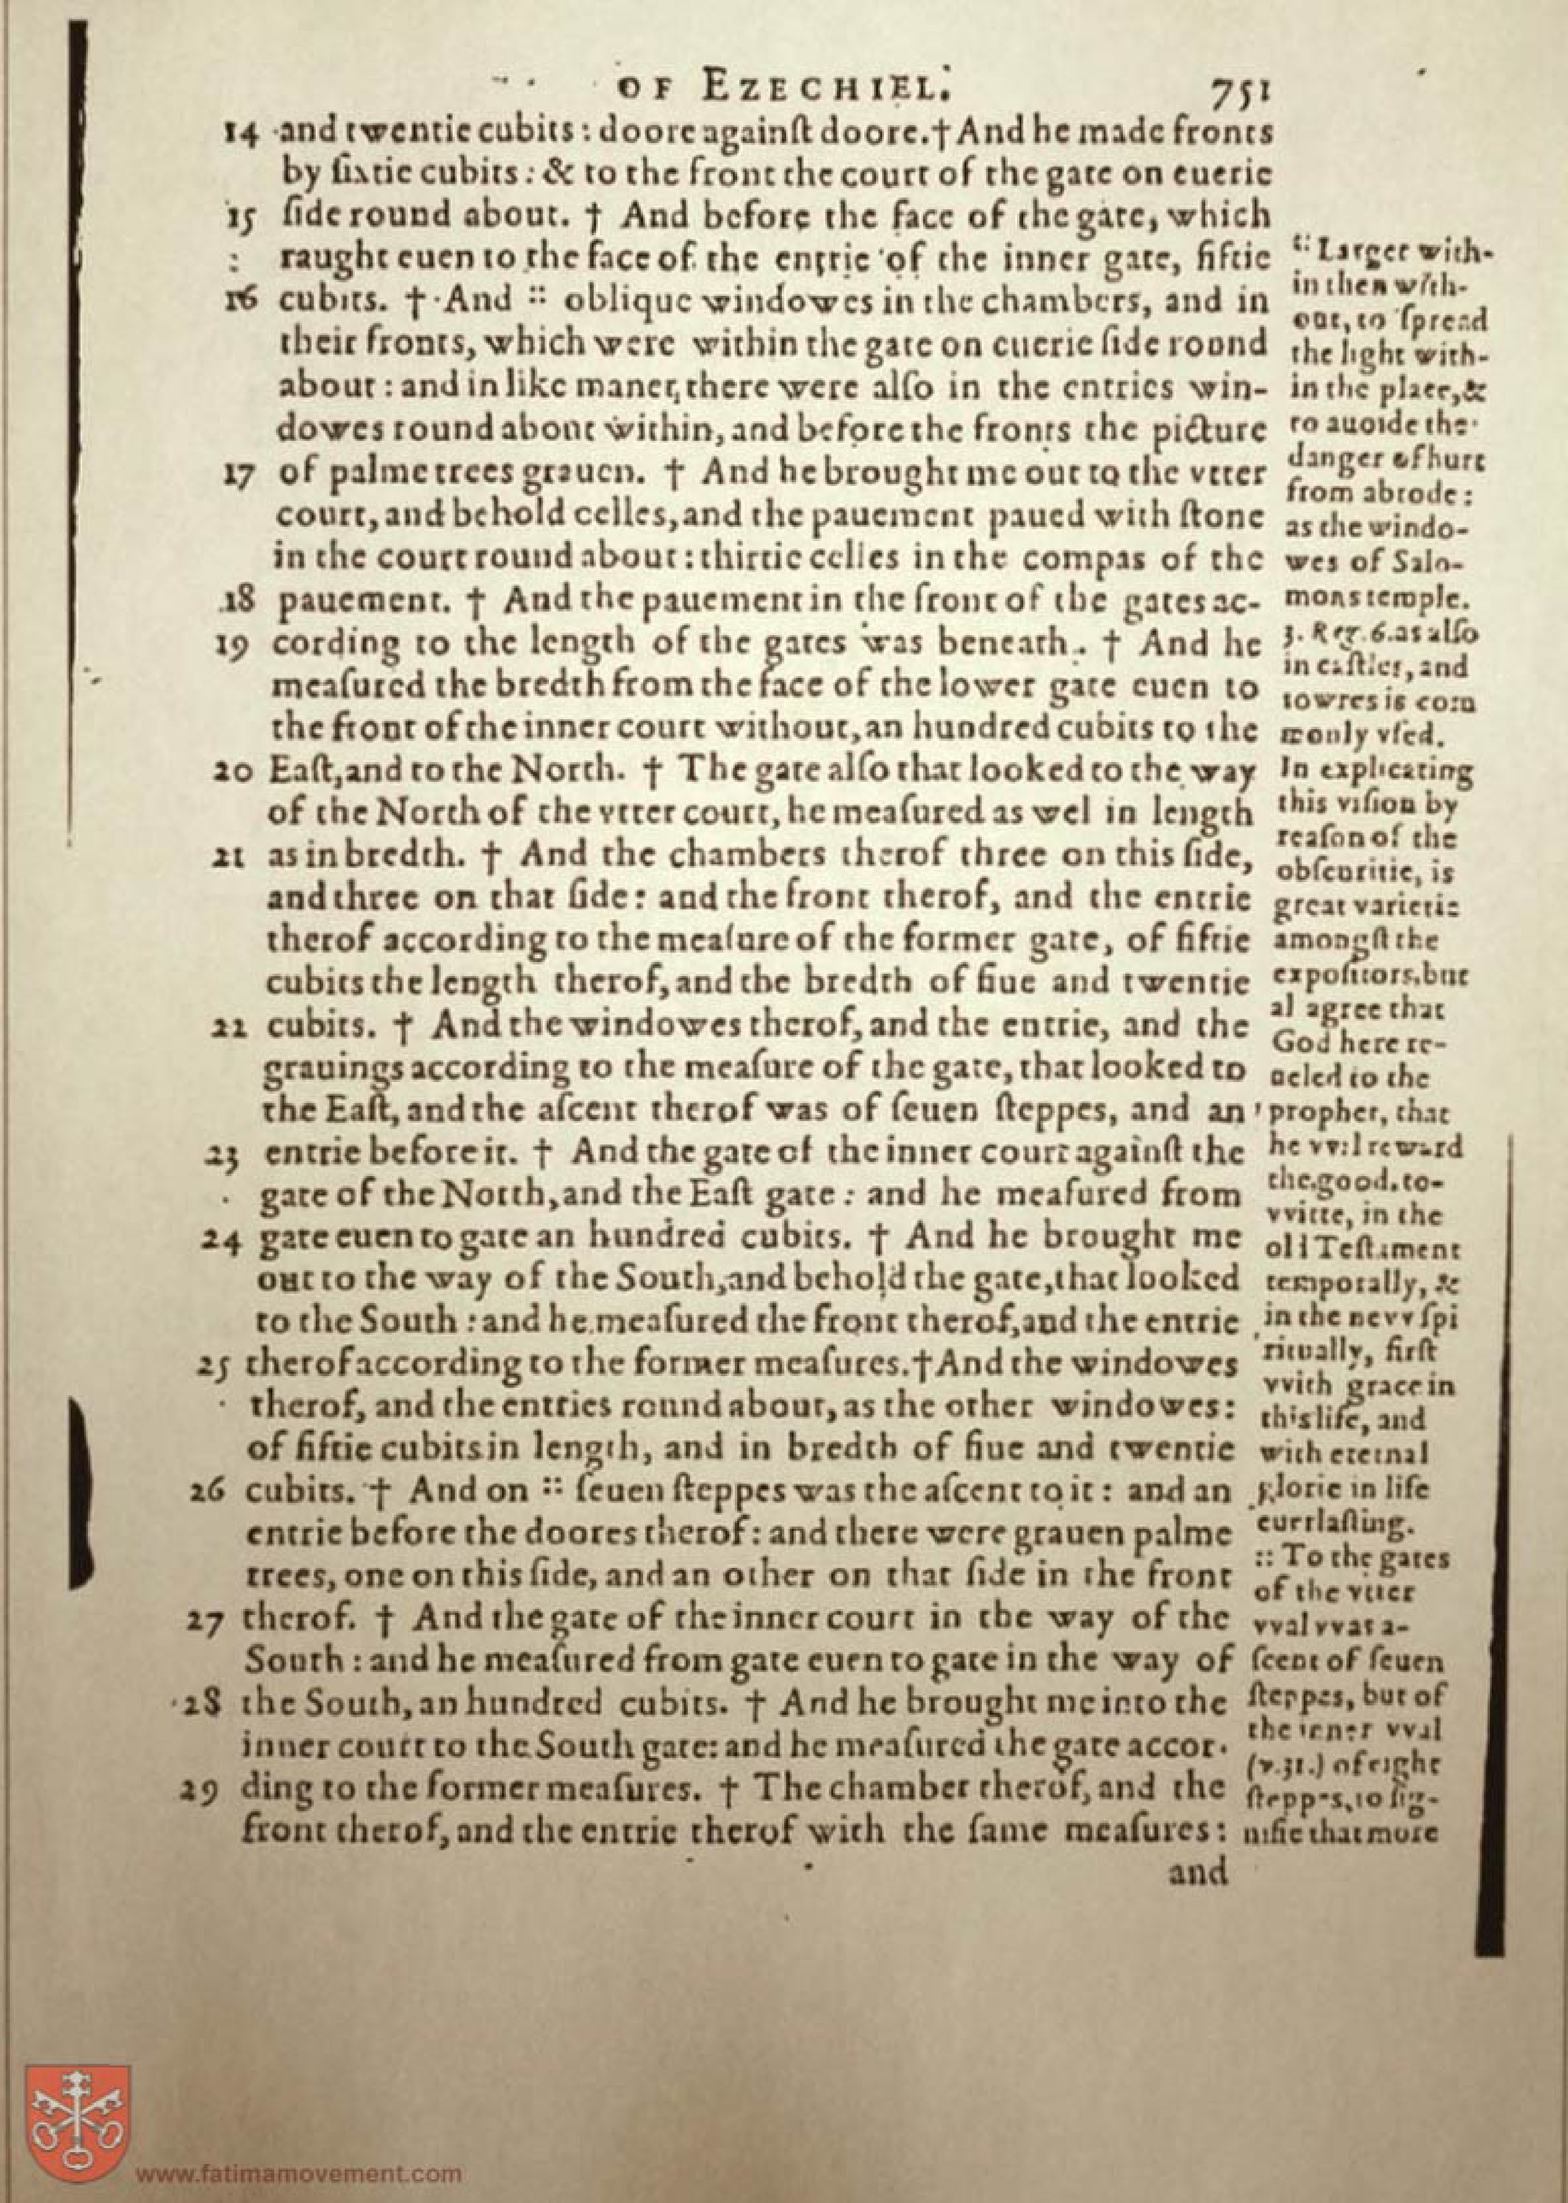 OF EZECHIEL. 751
14 and twentie cubits : doore againſt doore. † And he made fronts
by ſixtie cubits : & to the front the court of the gate on euerie
15 ſide round about. † And before the face of the gate, which
raught euen to the face of the entrie of the inner gate, fiftie
16 cubits. † And :: oblique windowes in the chambers, and in
their fronts, which were within the gate on euerie ſide roond
about : and in like maner, there were alſo in the entries win-
dowes round about within, and before the fronts the picture
17 of palme trees grauen. † And he brought me out to the vtter
court, and behold celles, and the pauement paued with ſtone
in the court round about : thirtie celles in the compas of the
18 pauement. † And the pauement in the front of the gates ac-
19 cording to the length of the gates was beneath. † And he
meaſured the bredth from the face of the lower gate euen to
the front of the inner court without, an hundred cubits to the
20 Eaſt, and to the North. † The gate alſo that looked to the way
of the North of the vtter court, he meaſured as wel in length
21 as in bredth. † And the chambers therof three on this ſide,
and three on that ſide : and the front therof, and the entrie
therof according to the meaſure of the former gate, of fiftie
cubits the length therof, and the bredth of fiue and twentie
22 cubits. † And the windowes therof, and the entrie, and the
grauings according to the meaſure of the gate, that looked to
the Eaſt, and the aſcent therof was of ſeuen ſteppes, and an
23 entrie before it. † And the gate of the inner court againſt the
gate of the North, and the Eaſt gate : and he meaſured from
24 gate euen to gate an hundred cubits. † And he brought me
out to the way of the South, and behold the gate, that looked
to the South : and he meaſured the front therof, and the entrie
25 therof according to the former meaſures. † And the windowes
therof, and the entries round about, as the other windowes :
of fiftie cubits in length, and in bredth of fiue and twentie
26 cubits. † And on :: ſeuen ſteppes was the aſcent to it : and an
entrie before the doores therof : and there were grauen palme
trees, one on this ſide, and an other on that ſide in the front
27 therof. † And the gate of the inner court in the way of the
South : and he meaſured from gate euen to gate in the way of
28 the South, an hundred cubits. † And he brought me into the
inner court to the South gate : and he meaſured the gate accor-
29 ding to the former meaſures. † The chamber therof, and the
front therof, and the entrie therof with the ſame meaſures :
and
:: Larger with-
in then with-
out, to ſpread
the light with-
in the place, &
to auoide the
danger of hurt
from abrode :
as the windo-
wes of Salo-
mons temple.
3. Reg. 6. as alſo
in caſtles, and
towres is com
monly vſed.
In explicating
this viſion by
reaſon of the
obſcuritie, is
great varietie
amongſt the
expoſitors, but
al agree that
God here re-
ueled to the
prophet, that
he vvil reward
the good, to-
vvitte, in the
old Teſtament
temporally, &
in the nevv ſpi
ritually, firſt
vvith grace in
this life, and
with eternal
glorie in life
euerlaſting.
:: To the gates
of the vtter
vval vvas a-
ſcent of ſeuen
ſteppes, but of
the inner vval
(v. 31.) of eight
ſteppes, to ſig-
nifie that more
www.fatimamovement.com